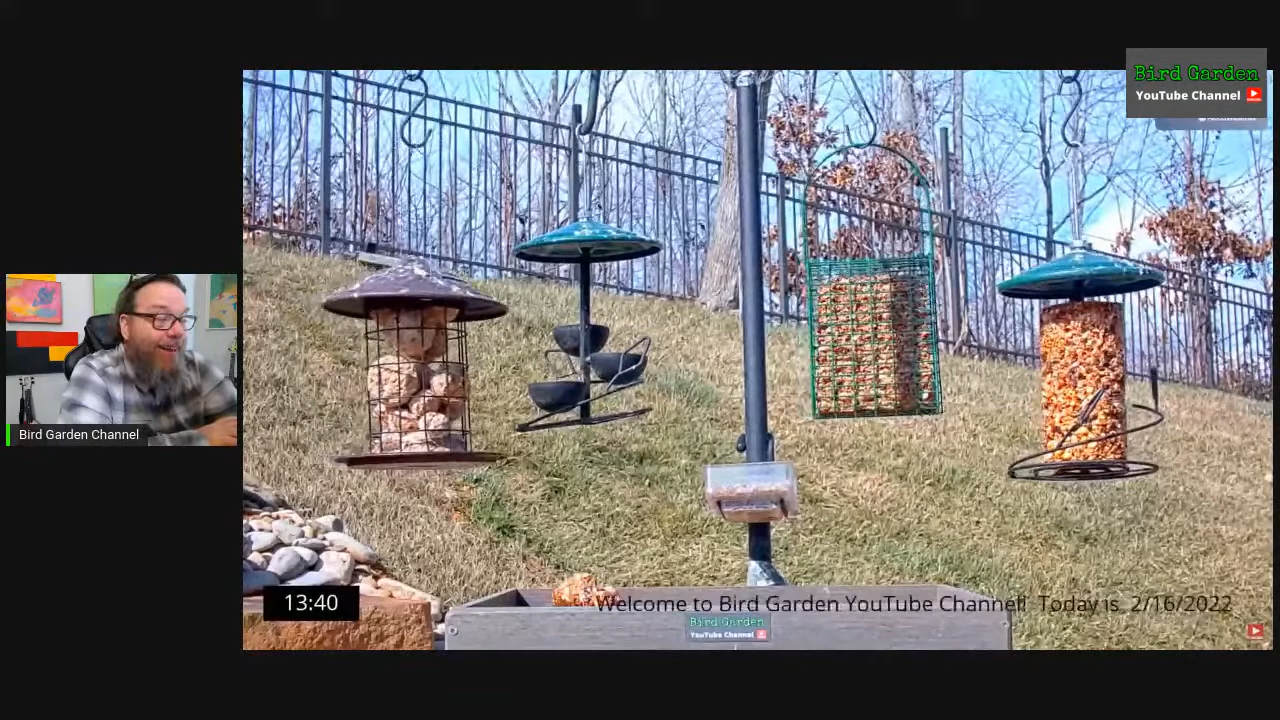 Bird Garden
YouTube Channel
Bird Garden Channel
13:40
Welcome to Bird Garden YouTube Channel! Today is 2/16/2022
Bird Garden
YouTube Channel